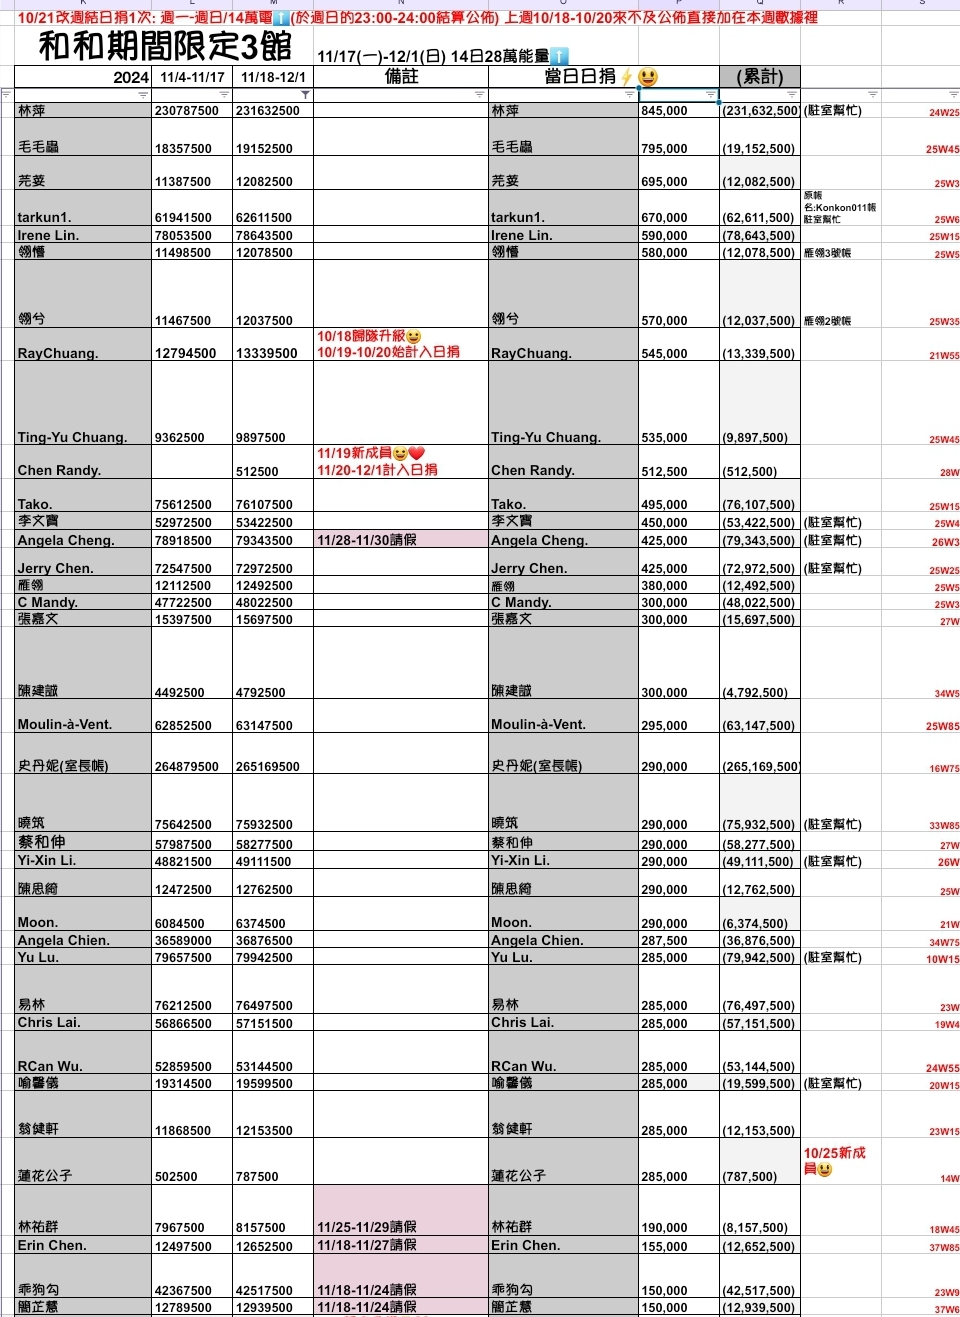 K L M N O P Q R S
10/21改週結日捐1次: 週一-週日/14萬電⬆️(於週日的23:00-24:00結算公佈) 上週10/18-10/20來不及公佈直接加在本週數據裡
和和期間限定3館 11/17(一)-12/1(日) 14日28萬能量⬆️
2024 11/4-11/17 11/18-12/1 備註 當日日捐⚡😃 (累計)
林萍 230787500 231632500 林萍 845,000 (231,632,500) (駐室幫忙) 24W25
毛毛蟲 18357500 19152500 毛毛蟲 795,000 (19,152,500) 25W45
芫荽 11387500 12082500 芫荽 695,000 (12,082,500) 25W3
tarkun1. 61941500 62611500 tarkun1. 670,000 (62,611,500) 原帳名:Konkon011帳 駐室幫忙 25W6
Irene Lin. 78053500 78643500 Irene Lin. 590,000 (78,643,500) 25W15
翎懵 11498500 12078500 翎懵 580,000 (12,078,500) 雁翎3號帳 25W5
翎兮 11467500 12037500 翎兮 570,000 (12,037,500) 雁翎2號帳 25W35
10/18歸隊升級😆
RayChuang. 12794500 13339500 10/19-10/20始計入日捐 RayChuang. 545,000 (13,339,500) 21W55
Ting-Yu Chuang. 9362500 9897500 Ting-Yu Chuang. 535,000 (9,897,500) 25W45
11/19新成員😆❤️
Chen Randy. 512500 11/20-12/1計入日捐 Chen Randy. 512,500 (512,500) 28W
Tako. 75612500 76107500 Tako. 495,000 (76,107,500) 25W15
李文寶 52972500 53422500 李文寶 450,000 (53,422,500) (駐室幫忙) 25W4
Angela Cheng. 78918500 79343500 11/28-11/30請假 Angela Cheng. 425,000 (79,343,500) (駐室幫忙) 26W3
Jerry Chen. 72547500 72972500 Jerry Chen. 425,000 (72,972,500) (駐室幫忙) 25W25
雁翎 12112500 12492500 雁翎 380,000 (12,492,500) 25W5
C Mandy. 47722500 48022500 C Mandy. 300,000 (48,022,500) 25W3
張嘉文 15397500 15697500 張嘉文 300,000 (15,697,500) 27W
陳建誠 4492500 4792500 陳建誠 300,000 (4,792,500) 34W5
Moulin-à-Vent. 62852500 63147500 Moulin-à-Vent. 295,000 (63,147,500) 25W85
史丹妮(室長帳) 264879500 265169500 史丹妮(室長帳) 290,000 (265,169,500) 16W75
曉筑 75642500 75932500 曉筑 290,000 (75,932,500) (駐室幫忙) 33W85
蔡和伸 57987500 58277500 蔡和伸 290,000 (58,277,500) 27W
Yi-Xin Li. 48821500 49111500 Yi-Xin Li. 290,000 (49,111,500) (駐室幫忙) 26W
陳思綺 12472500 12762500 陳思綺 290,000 (12,762,500) 25W
Moon. 6084500 6374500 Moon. 290,000 (6,374,500) 21W
Angela Chien. 36589000 36876500 Angela Chien. 287,500 (36,876,500) 34W75
Yu Lu. 79657500 79942500 Yu Lu. 285,000 (79,942,500) (駐室幫忙) 10W15
易林 76212500 76497500 易林 285,000 (76,497,500) 23W
Chris Lai. 56866500 57151500 Chris Lai. 285,000 (57,151,500) 19W4
RCan Wu. 52859500 53144500 RCan Wu. 285,000 (53,144,500) 24W55
喻馨儀 19314500 19599500 喻馨儀 285,000 (19,599,500) (駐室幫忙) 20W15
翁健軒 11868500 12153500 翁健軒 285,000 (12,153,500) 23W15
蓮花公子 502500 787500 蓮花公子 285,000 (787,500) 10/25新成員😃 14W
林祐群 7967500 8157500 11/25-11/29請假 林祐群 190,000 (8,157,500) 18W45
Erin Chen. 12497500 12652500 11/18-11/27請假 Erin Chen. 155,000 (12,652,500) 37W85
乖狗勾 42367500 42517500 11/18-11/24請假 乖狗勾 150,000 (42,517,500) 23W9
簡芷慧 12789500 12939500 11/18-11/24請假 簡芷慧 150,000 (12,939,500) 37W6